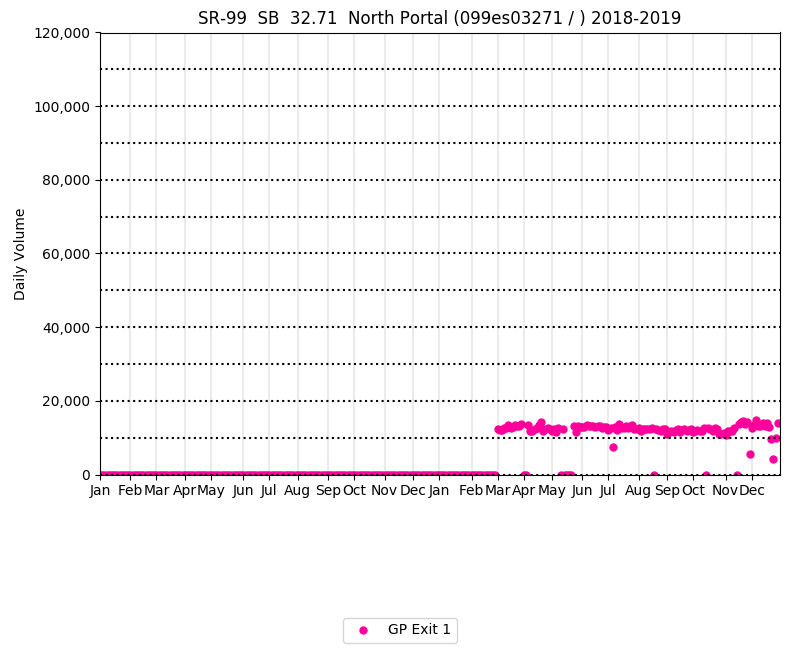 SR-99  SB  32.71  North Portal (099es03271 / ) 2018-2019
120,000
100,000
80,000
60,000
40,000
20,000
0
Daily Volume
Jan Feb Mar Apr May Jun Jul Aug Sep Oct Nov Dec Jan Feb Mar Apr May Jun Jul Aug Sep Oct Nov Dec
GP Exit 1